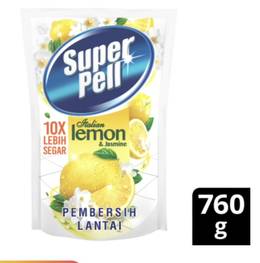 Super
Pell
10X
LEBIH
SEGAR
Italian
lemon
& Jasmine
PEMBERSIH
LANTAI
760
g